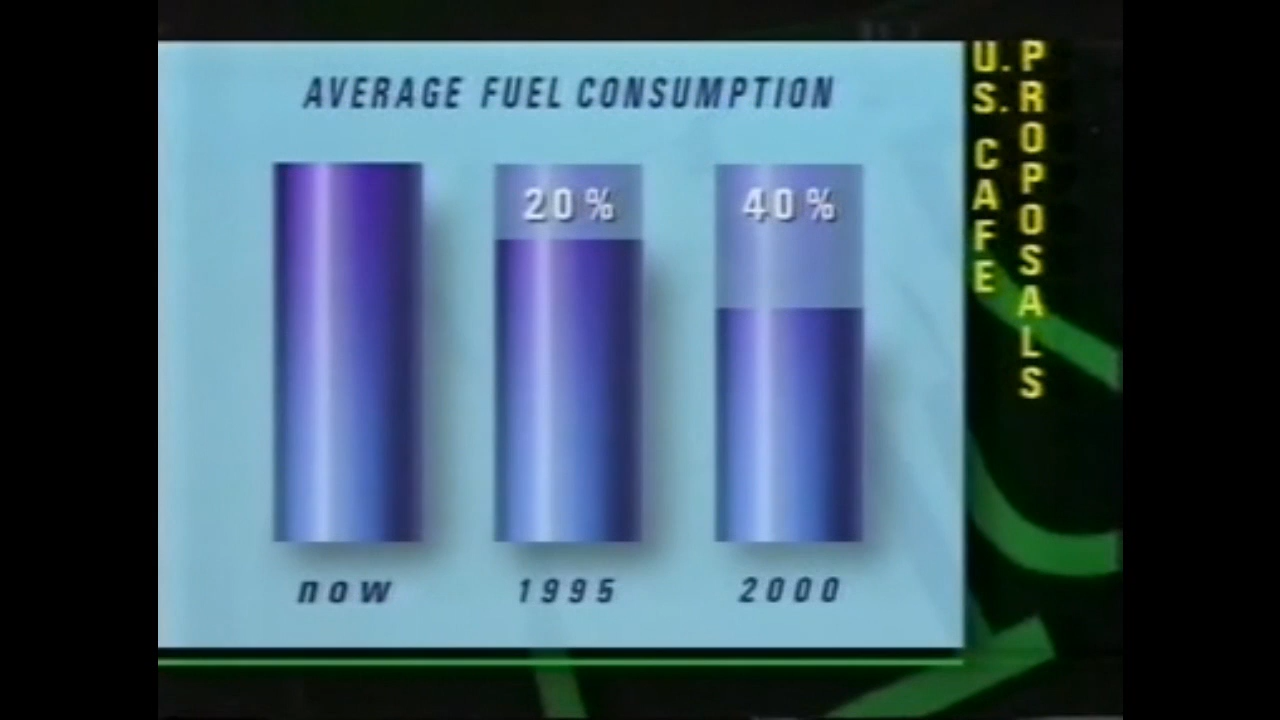 AVERAGE FUEL CONSUMPTION
20%
40%
now
1995
2000
U.S. CAFE
PROPOSALS